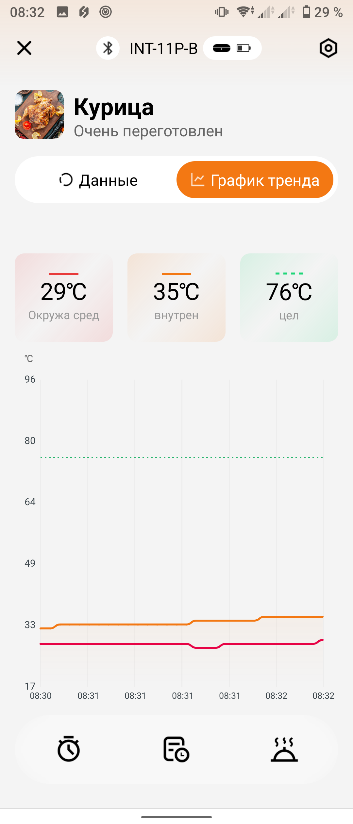 08:32 29 %
INT-11P-B
Курица
Очень переготовлен
Данные График тренда
29℃ 35℃ 76℃
Окружа сред внутрен цел
℃
96
80
64
49
33
17
08:30 08:31 08:31 08:31 08:31 08:32 08:32